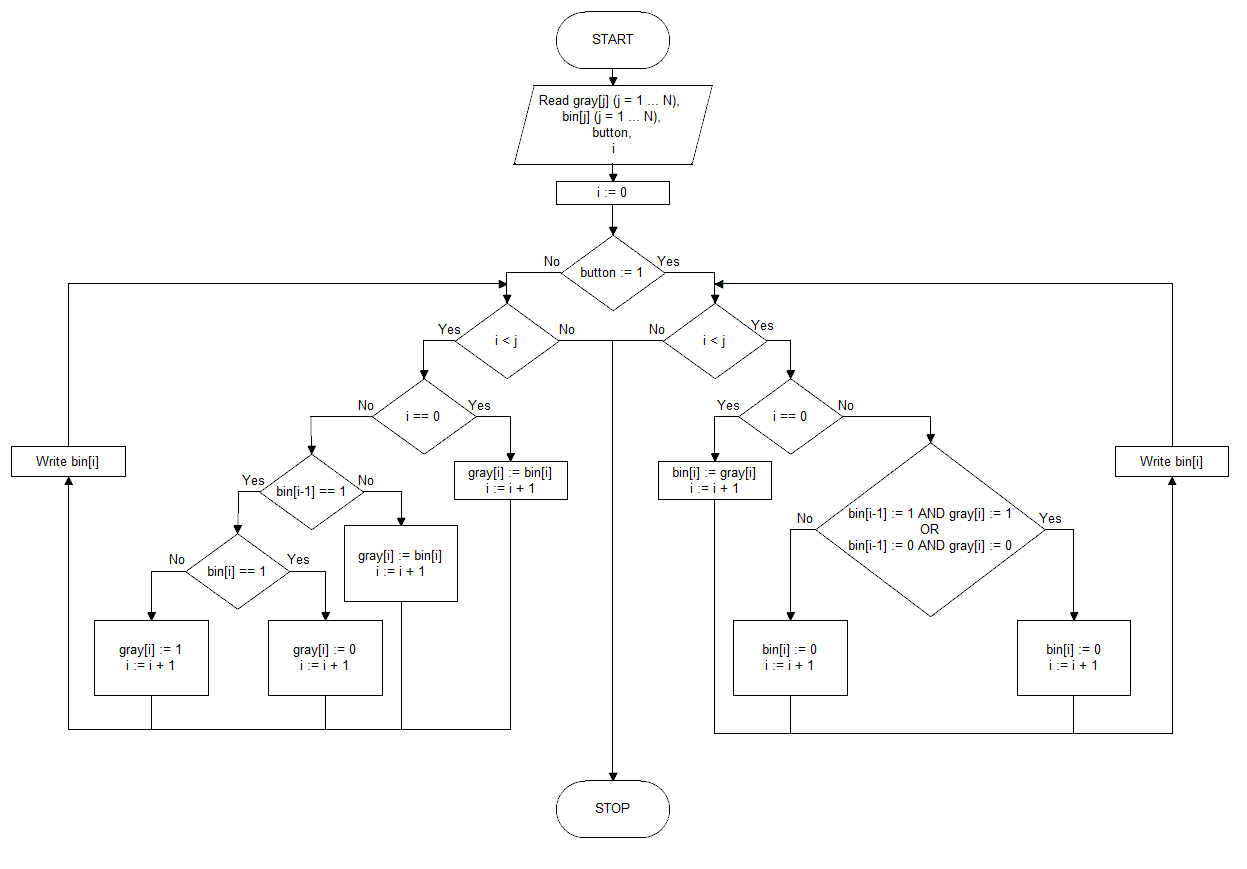 START
Read gray[j] (j = 1 ... N),
bin[j] (j = 1 ... N),
button,
i
i := 0
No
button := 1
Yes
Yes
i < j
No
No
i < j
Yes
No
i == 0
Yes
Yes
i == 0
No
Write bin[i]
gray[i] := bin[i]
i := i + 1
bin[i] := gray[i]
i := i + 1
Write bin[i]
Yes
bin[i-1] == 1
No
No
bin[i-1] := 1 AND gray[i] := 1
OR
bin[i-1] := 0 AND gray[i] := 0
Yes
gray[i] := bin[i]
i := i + 1
No
bin[i] == 1
Yes
gray[i] := 1
i := i + 1
gray[i] := 0
i := i + 1
bin[i] := 0
i := i + 1
bin[i] := 0
i := i + 1
STOP